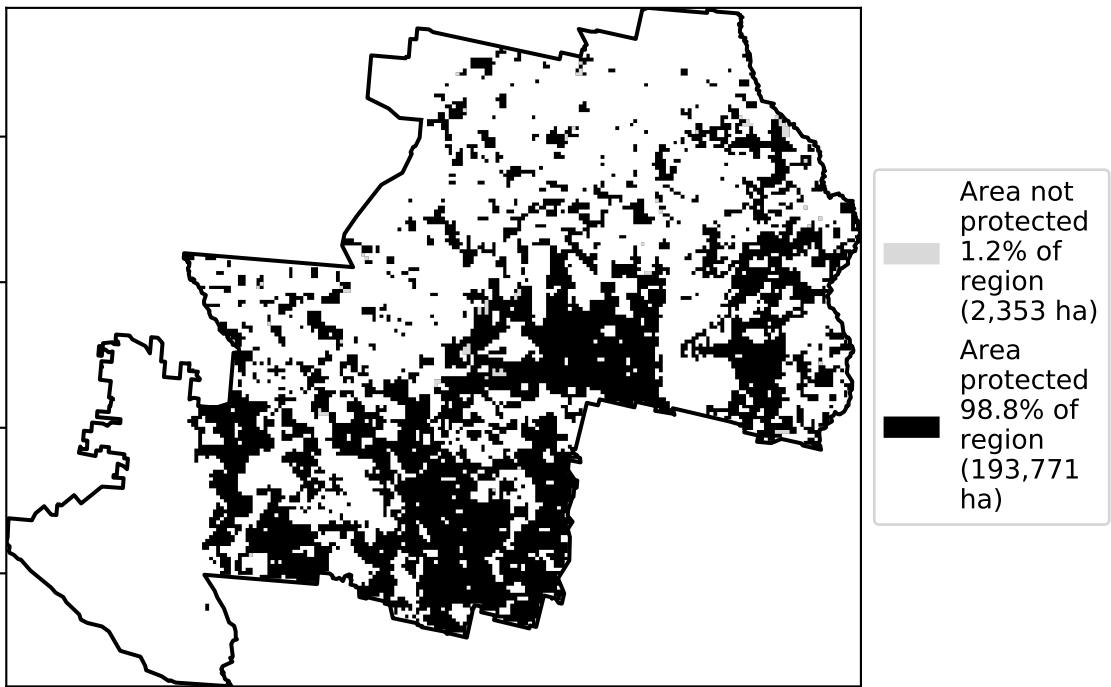 Area not
protected
1.2% of
region
(2,353 ha)
Area
protected
98.8% of
region
(193,771
ha)